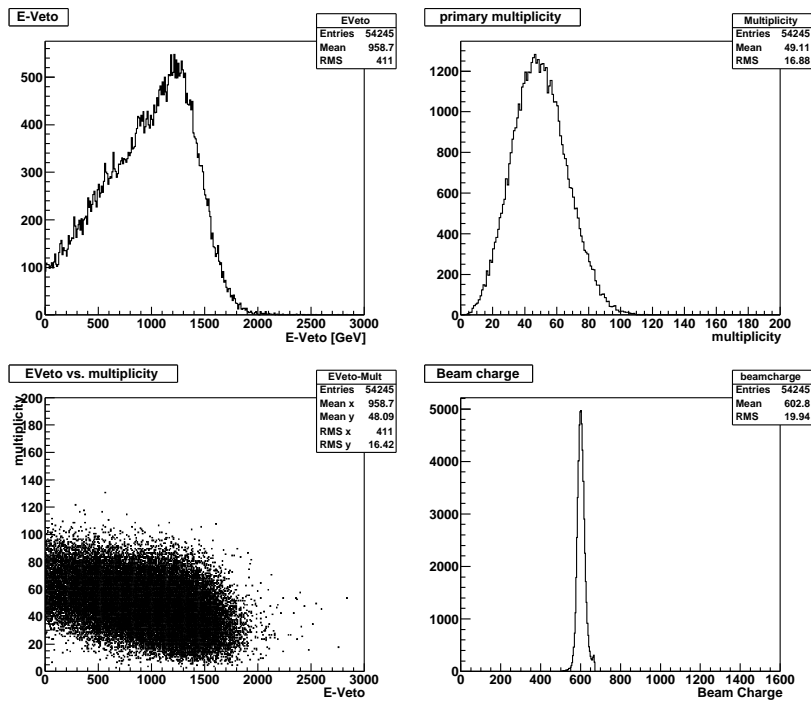 E-Veto
EVeto
Entries 54245
Mean 958.7
RMS 411
500
400
300
200
100
0
0 500 1000 1500 2000 2500 3000
E-Veto [GeV]
primary multiplicity
Multiplicity
Entries 54245
Mean 49.11
RMS 16.88
1200
1000
800
600
400
200
0
0 20 40 60 80 100 120 140 160 180 200
multiplicity
EVeto vs. multiplicity
EVeto-Mult
Entries 54245
Mean x 958.7
Mean y 48.09
RMS x 411
RMS y 16.42
multiplicity
200
180
160
140
120
100
80
60
40
20
0
0 500 1000 1500 2000 2500 3000
E-Veto
Beam charge
beamcharge
Entries 54245
Mean 602.8
RMS 19.94
5000
4000
3000
2000
1000
0
0 200 400 600 800 1000 1200 1400 1600
Beam Charge